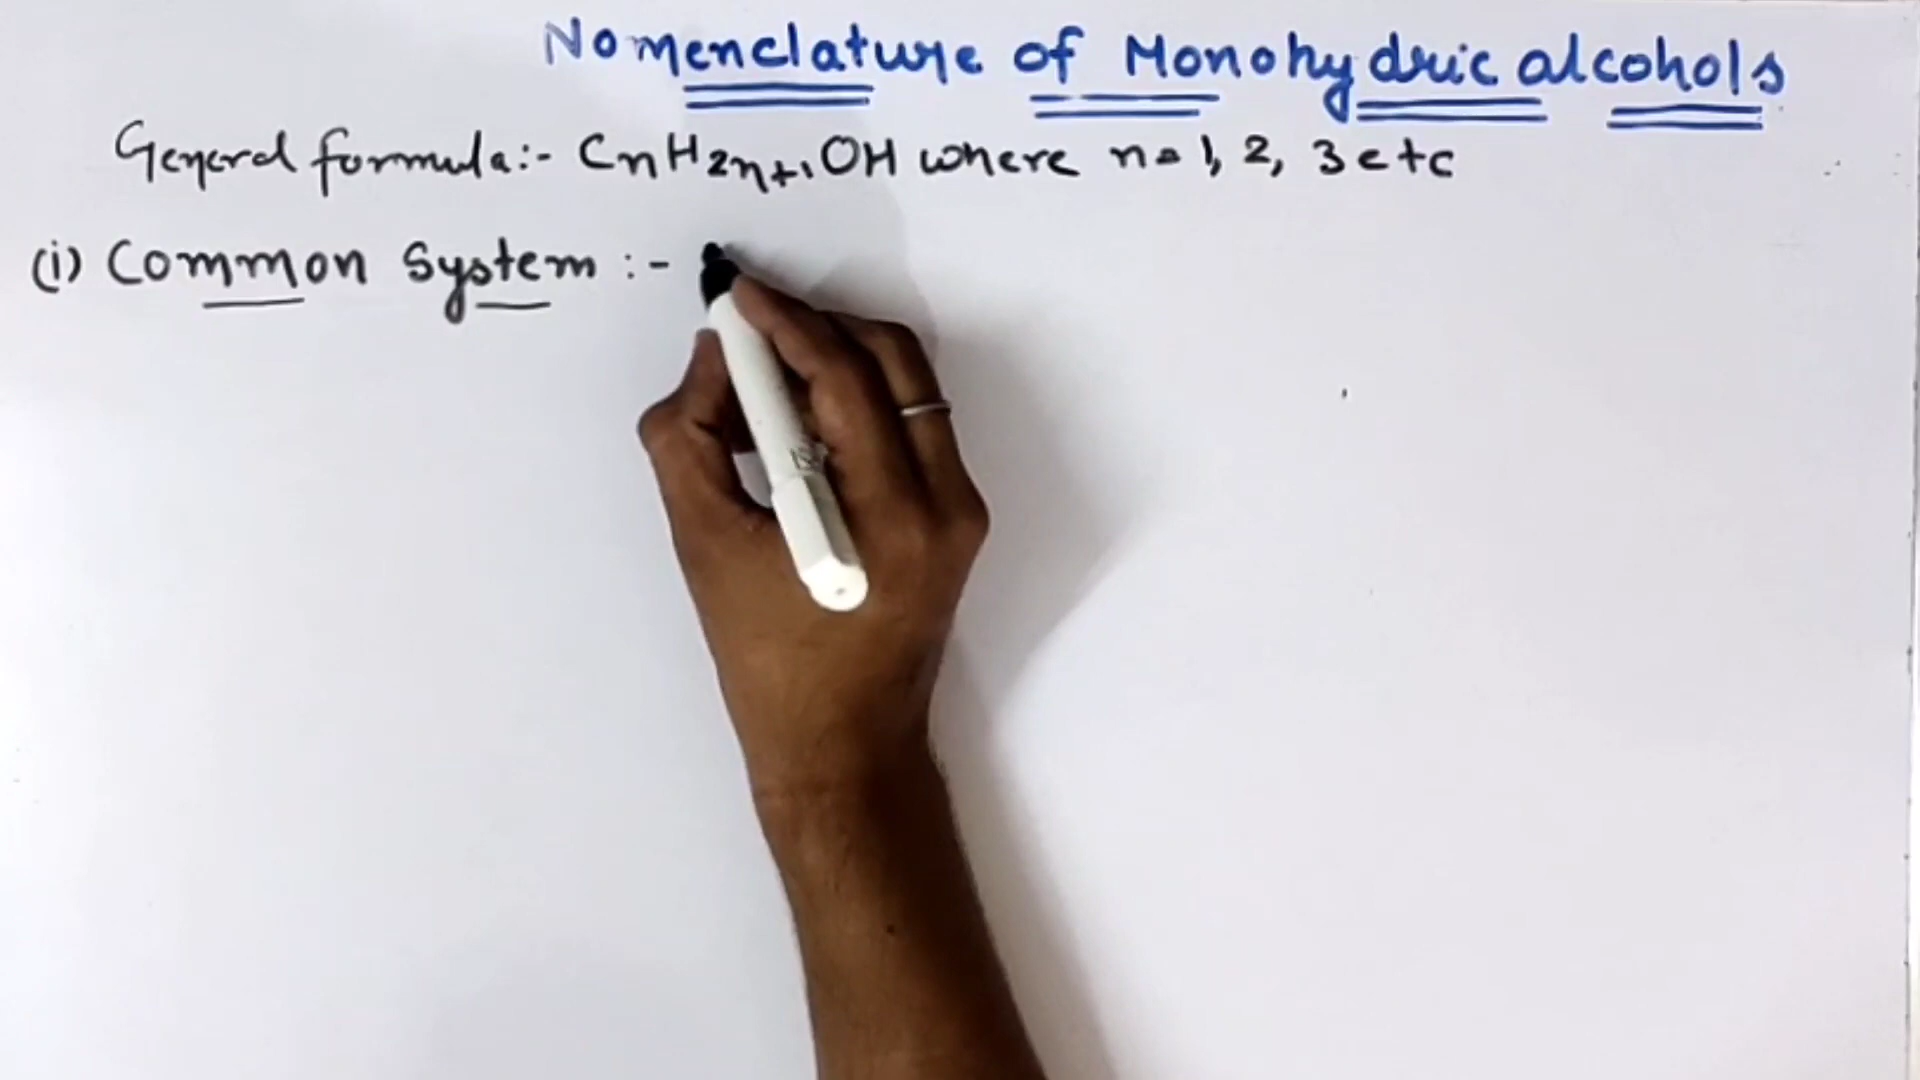 Nomenclature of Monohydric alcohols
General formula:- CnH2n+1OH where n=1, 2, 3 etc
(i) Common System :-